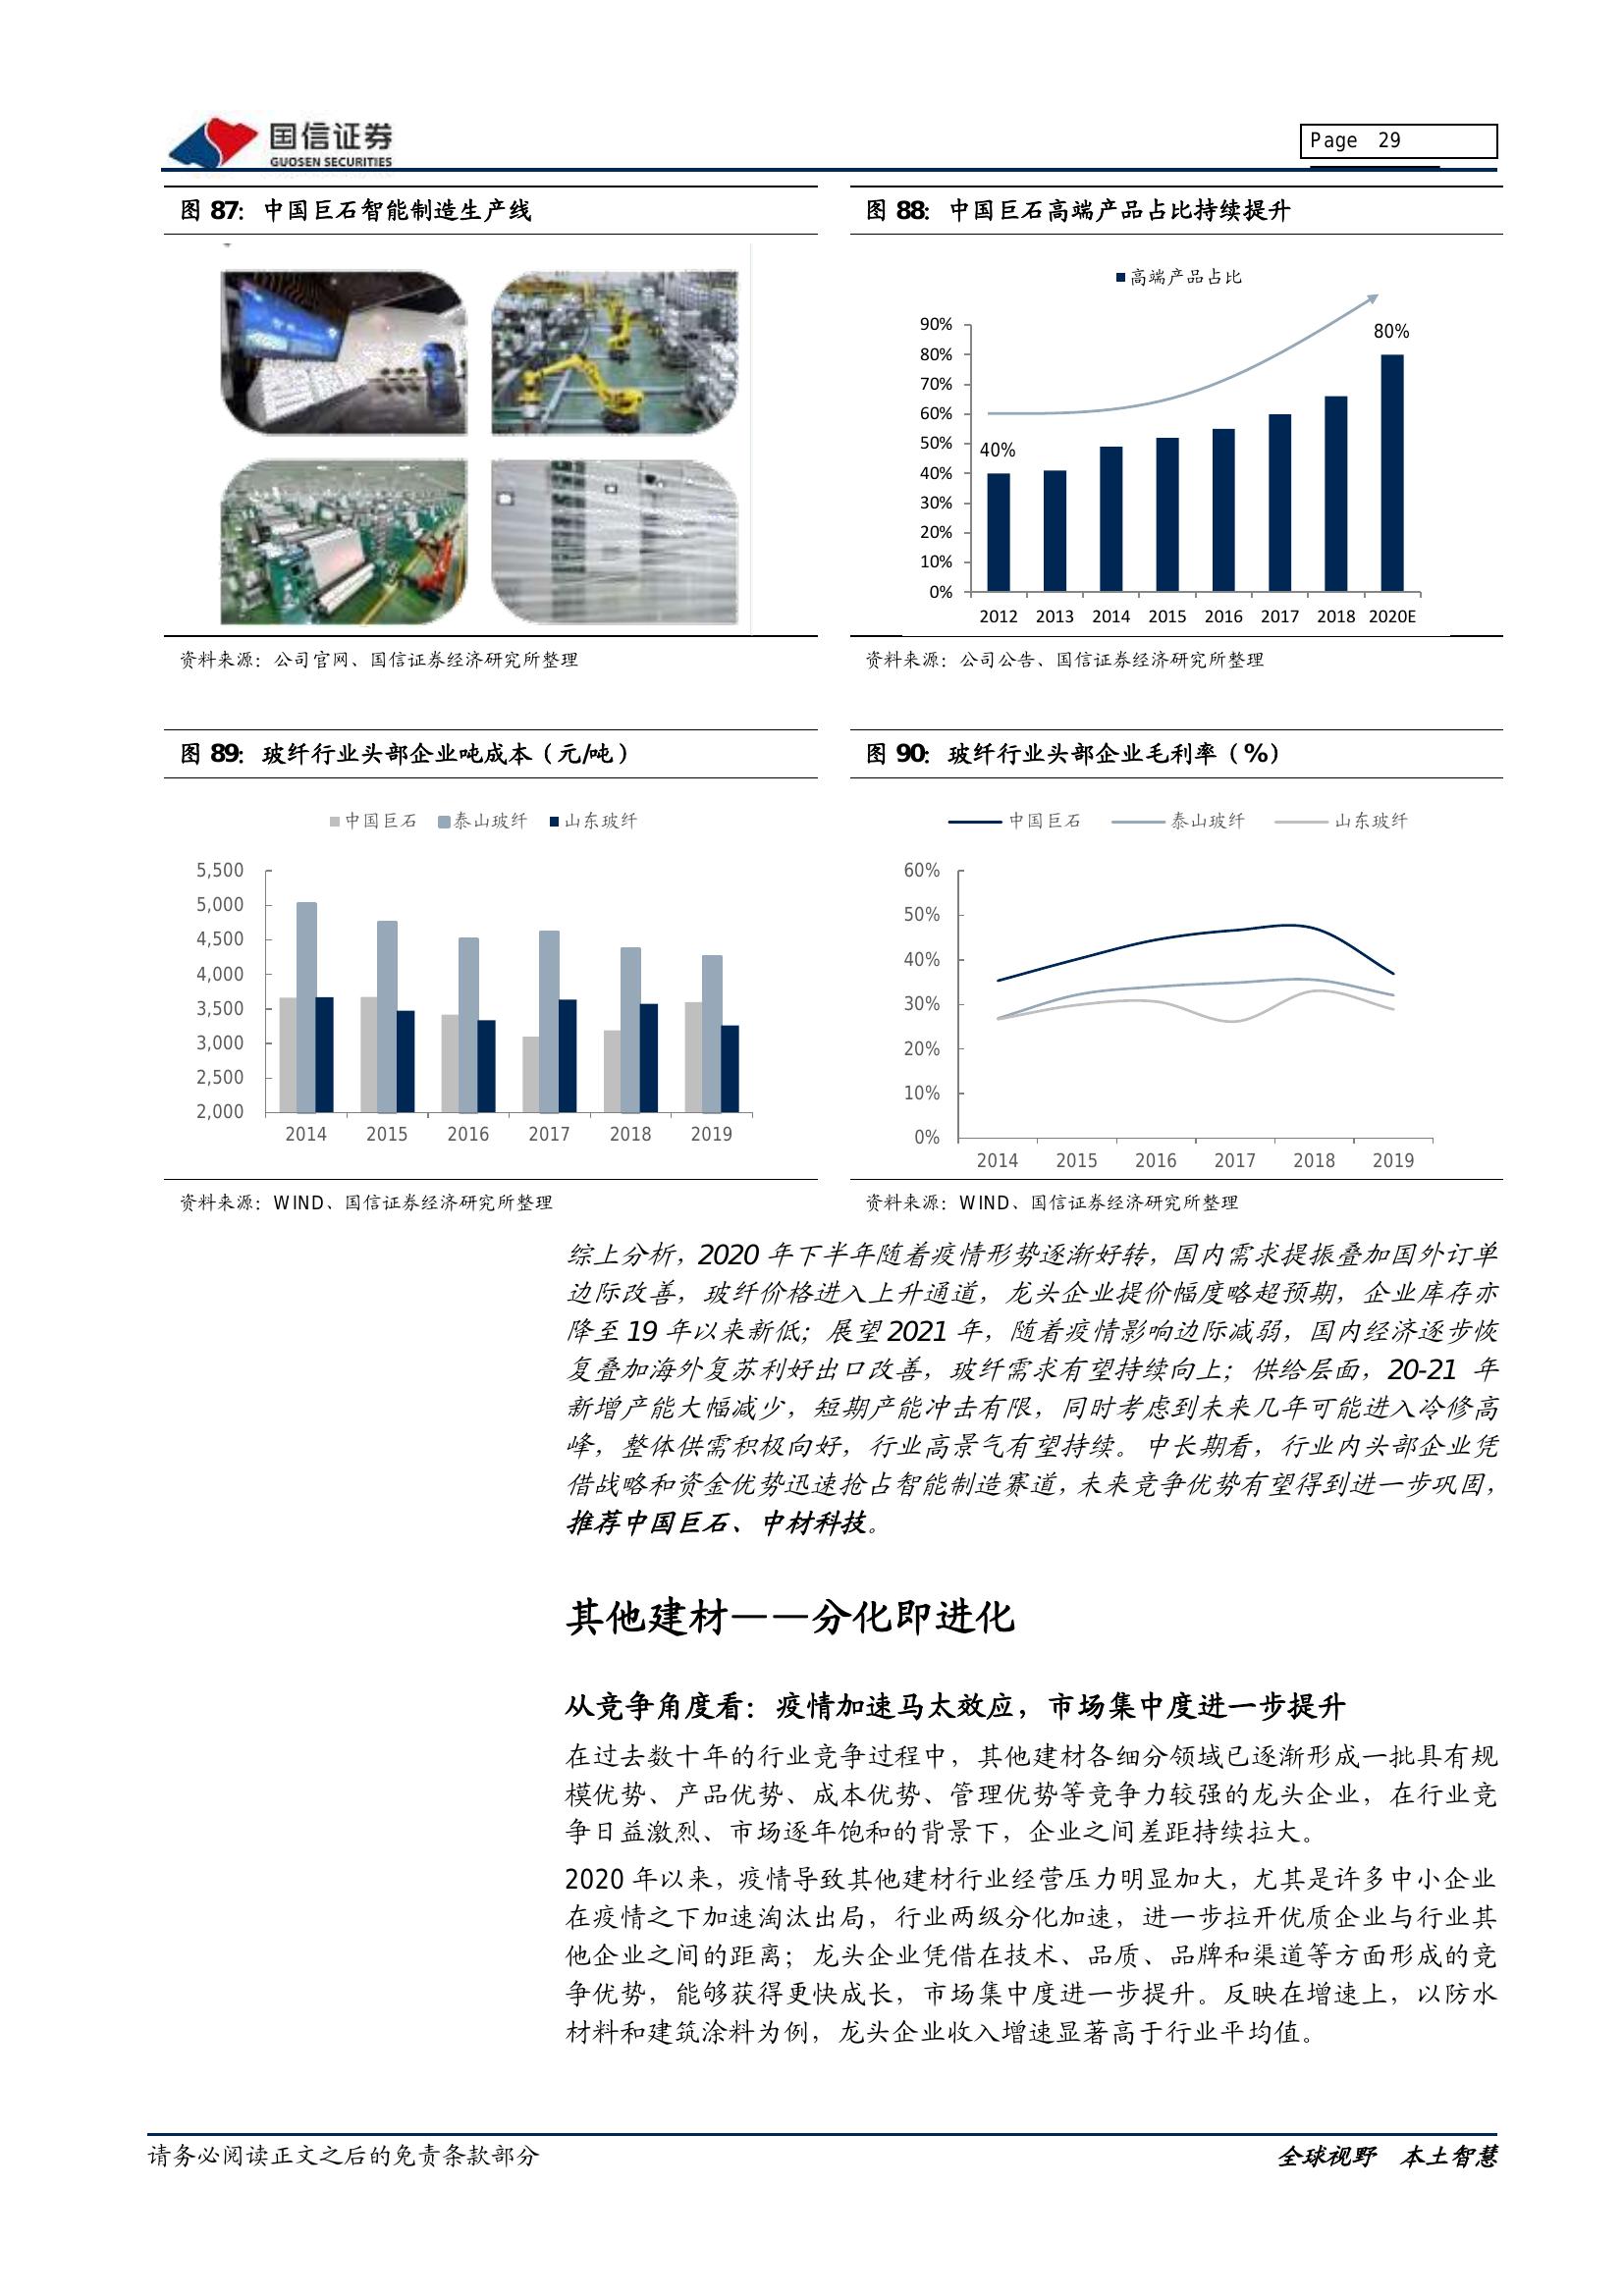 国信证券
GUOSEN SECURITIES
Page 29
图 87：中国巨石智能制造生产线
资料来源：公司官网、国信证券经济研究所整理
图 88：中国巨石高端产品占比持续提升
高端产品占比
90%
80%
70%
60%
50%
40%
30%
20%
10%
0%
40%
80%
2012 2013 2014 2015 2016 2017 2018 2020E
资料来源：公司公告、国信证券经济研究所整理
图 89：玻纤行业头部企业吨成本（元/吨）
中国巨石 泰山玻纤 山东玻纤
5,500
5,000
4,500
4,000
3,500
3,000
2,500
2,000
2014 2015 2016 2017 2018 2019
资料来源：WIND、国信证券经济研究所整理
图 90：玻纤行业头部企业毛利率（%）
中国巨石 泰山玻纤 山东玻纤
60%
50%
40%
30%
20%
10%
0%
2014 2015 2016 2017 2018 2019
资料来源：WIND、国信证券经济研究所整理
综上分析，2020 年下半年随着疫情形势逐渐好转，国内需求提振叠加国外订单
边际改善，玻纤价格进入上升通道，龙头企业提价幅度略超预期，企业库存亦
降至 19 年以来新低；展望 2021 年，随着疫情影响边际减弱，国内经济逐步恢
复叠加海外复苏利好出口改善，玻纤需求有望持续向上；供给层面，20-21 年
新增产能大幅减少，短期产能冲击有限，同时考虑到未来几年可能进入冷修高
峰，整体供需积极向好，行业高景气有望持续。中长期看，行业内头部企业凭
借战略和资金优势迅速抢占智能制造赛道，未来竞争优势有望得到进一步巩固，
推荐中国巨石、中材科技。
其他建材——分化即进化
从竞争角度看：疫情加速马太效应，市场集中度进一步提升
在过去数十年的行业竞争过程中，其他建材各细分领域已逐渐形成一批具有规
模优势、产品优势、成本优势、管理优势等竞争力较强的龙头企业，在行业竞
争日益激烈、市场逐年饱和的背景下，企业之间差距持续拉大。
2020 年以来，疫情导致其他建材行业经营压力明显加大，尤其是许多中小企业
在疫情之下加速淘汰出局，行业两级分化加速，进一步拉开优质企业与行业其
他企业之间的距离；龙头企业凭借在技术、品质、品牌和渠道等方面形成的竞
争优势，能够获得更快成长，市场集中度进一步提升。反映在增速上，以防水
材料和建筑涂料为例，龙头企业收入增速显著高于行业平均值。
请务必阅读正文之后的免责条款部分
全球视野 本土智慧